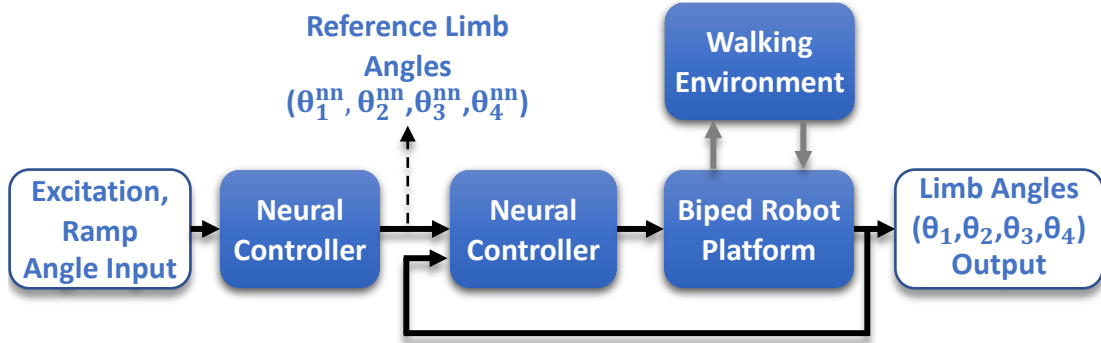 Reference Limb
Angles
(θ₁ⁿⁿ, θ₂ⁿⁿ,θ₃ⁿⁿ,θ₄ⁿⁿ)
Walking
Environment
Excitation,
Ramp
Angle Input
Neural
Controller
Neural
Controller
Biped Robot
Platform
Limb Angles
(θ₁,θ₂,θ₃,θ₄)
Output